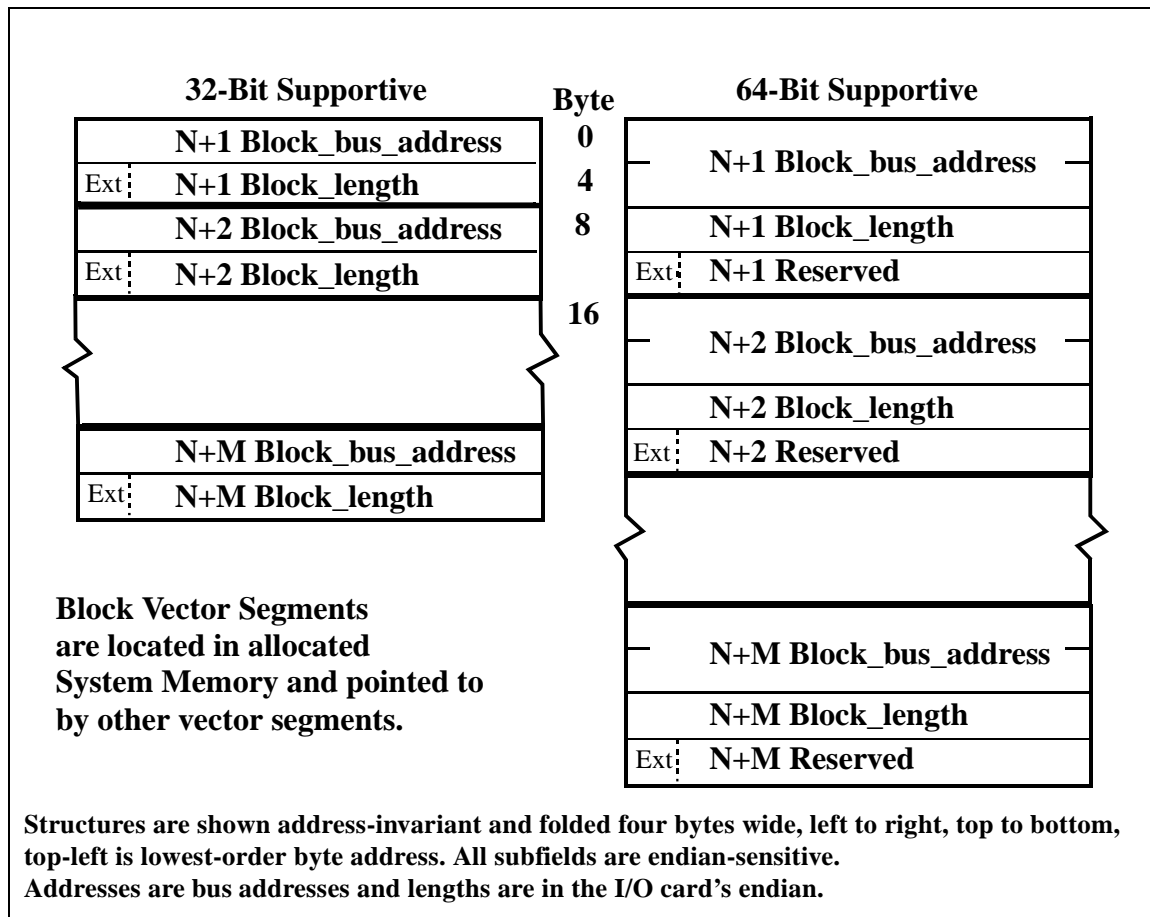 32-Bit Supportive
N+1 Block_bus_address
Ext N+1 Block_length
N+2 Block_bus_address
Ext N+2 Block_length
N+M Block_bus_address
Ext N+M Block_length
Byte
0
4
8
16
64-Bit Supportive
N+1 Block_bus_address
N+1 Block_length
Ext N+1 Reserved
N+2 Block_bus_address
N+2 Block_length
Ext N+2 Reserved
N+M Block_bus_address
N+M Block_length
Ext N+M Reserved
Block Vector Segments
are located in allocated
System Memory and pointed to
by other vector segments.
Structures are shown address-invariant and folded four bytes wide, left to right, top to bottom,
top-left is lowest-order byte address. All subfields are endian-sensitive.
Addresses are bus addresses and lengths are in the I/O card's endian.